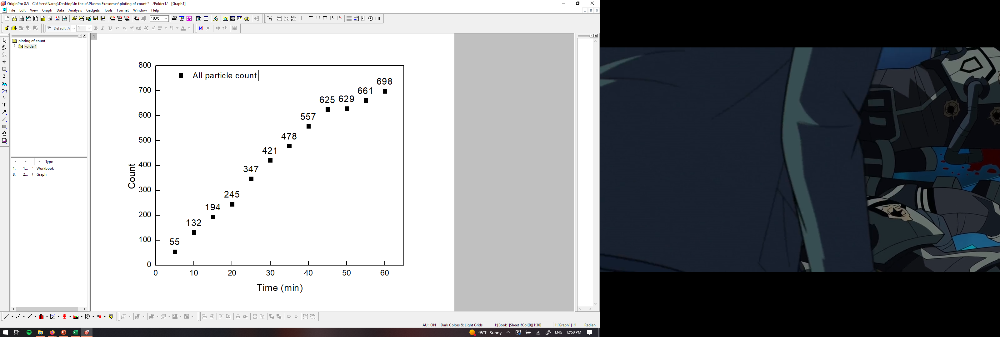 OriginPro 8.5 - C:\Users\Nareg\Desktop\In focus\Plasma Exosomes\ploting of count * - /Folder1/ - [Graph1]
File Edit View Graph Data Analysis Gadgets Tools Format Window Help
100%
Default: A 0
1
ploting of count
Folder1
Type
1.. 1... Workbook
8.. 2... Graph
All particle count
800
700
600
500
400
300
200
100
0
Count
55
132
194
245
347
421
478
557
625
629
661
698
0 10 20 30 40 50 60
Time (min)
AU : ON Dark Colors & Light Grids 1:[Book1]Sheet1!Col(B)[1:30] 1:[Graph1]1!1 Radian
95°F Sunny ENG 12:50 PM